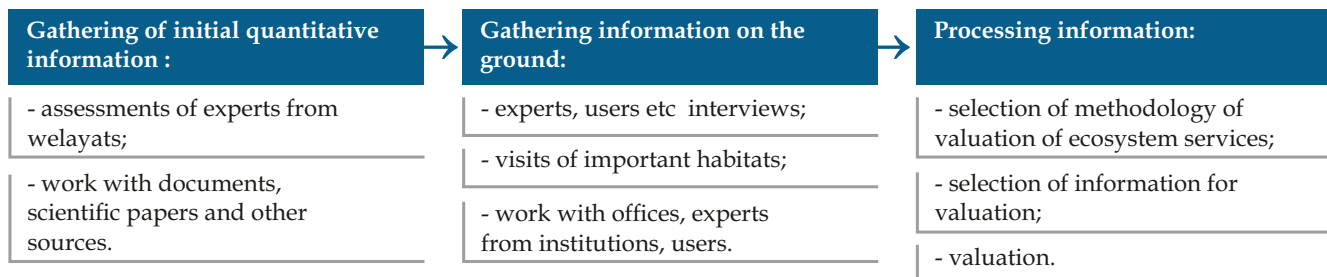 Gathering of initial quantitative
information :
- assessments of experts from
welayats;
- work with documents,
scientific papers and other
sources.
Gathering information on the
ground:
- experts, users etc  interviews;
- visits of important habitats;
- work with offices, experts
from institutions, users.
Processing information:
- selection of methodology of
valuation of ecosystem services;
- selection of information for
valuation;
- valuation.